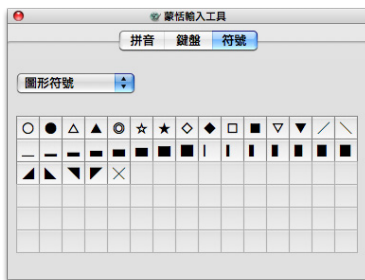 蒙恬輸入工具
拼音 鍵盤 符號
圖形符號
○ ● △ ▲ ◎ ☆ ★ ◇ ◆ □ ■ ▽ ▼ ╱ ╲
▁ ▂ ▃ ▄ ▅ ▆ ▇ █ ▏ ▎ ▍ ▌ ▋ ▊ ▉
◢ ◣ ◥ ◤ ╳